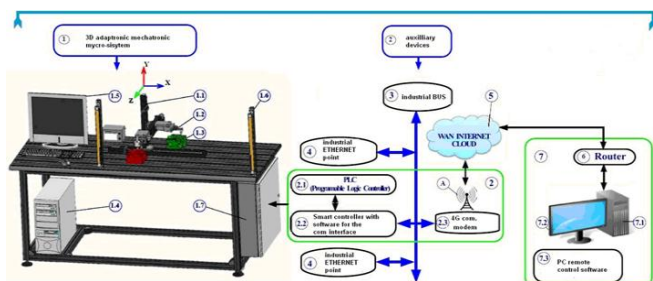 1
3D adaptronic mechatronic
mycro-sisytem
2
auxilliary
devices
Y
X
Z
1.1
1.2
1.3
1.4
1.5
1.6
1.7
3 industrial BUS
4
industrial
ETHERNET
point
2.1
PLC
(Programable Logic Controller)
2.2
Smart controller with
software for the
com interface
4
industrial
ETHERNET
point
5
WAN INTERNET
CLOUD
A
2
2.3
4G com.
modem
7
6 Router
7.2
7.1
7.3
PC remote
control software